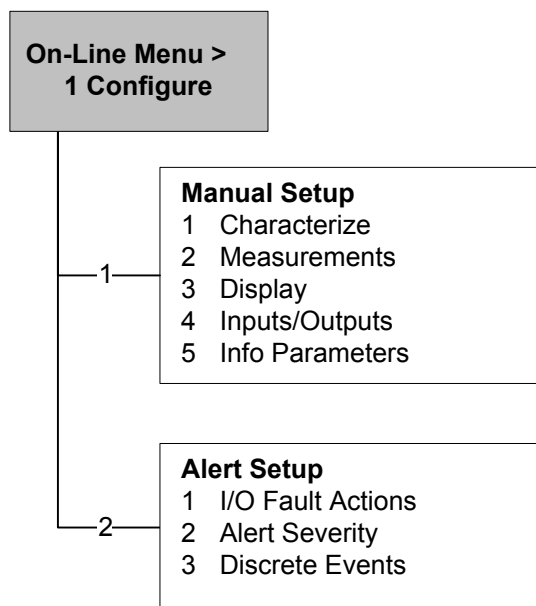 On-Line Menu >
1 Configure
1
Manual Setup
1 Characterize
2 Measurements
3 Display
4 Inputs/Outputs
5 Info Parameters
2
Alert Setup
1 I/O Fault Actions
2 Alert Severity
3 Discrete Events